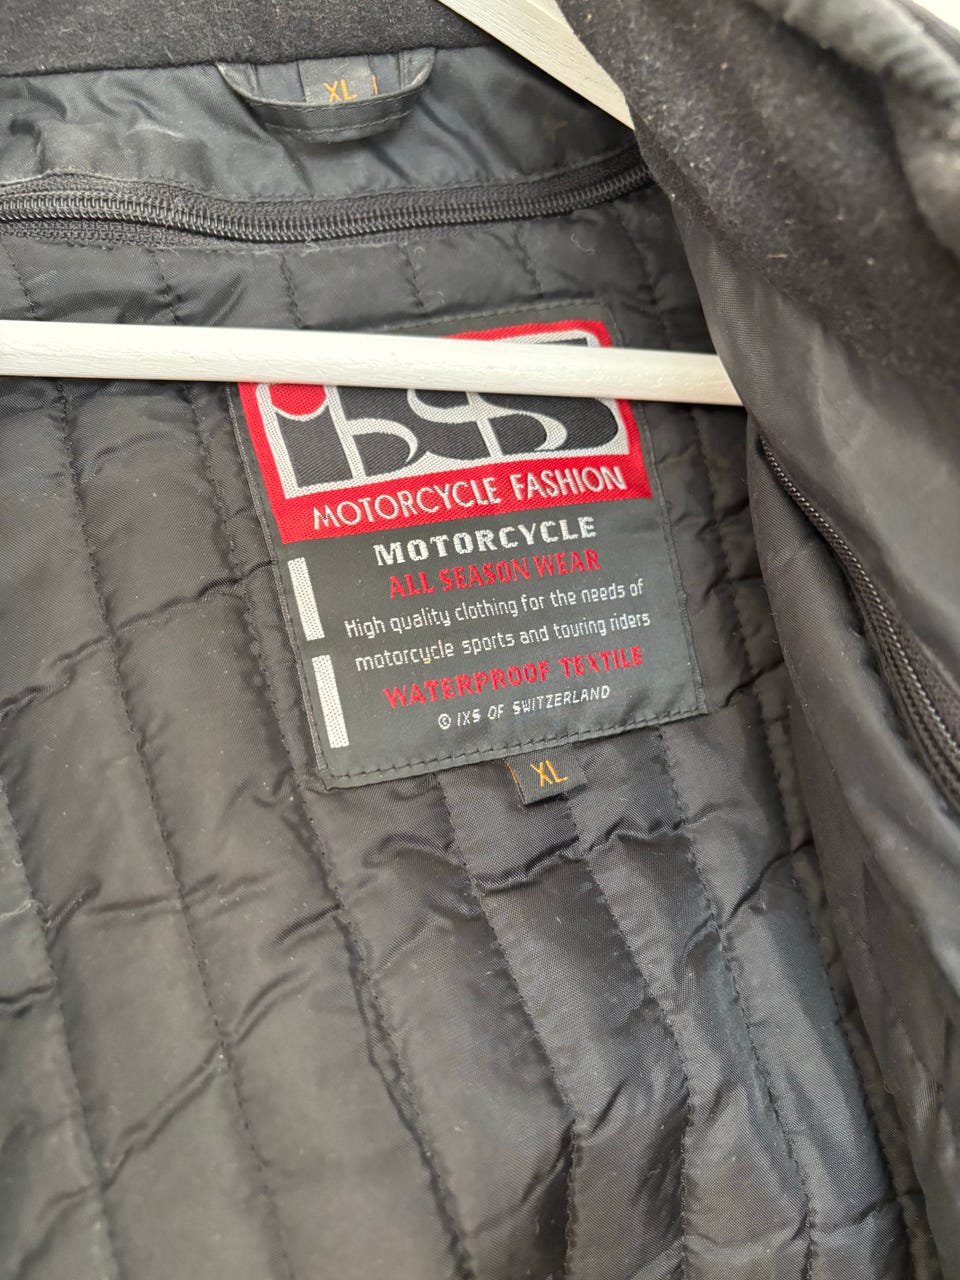 XL
ixs
MOTORCYCLE FASHION
MOTORCYCLE
ALL SEASON WEAR
High quality clothing for the needs of
motorcycle sports and touring riders
WATERPROOF TEXTILE
© IXS OF SWITZERLAND
XL